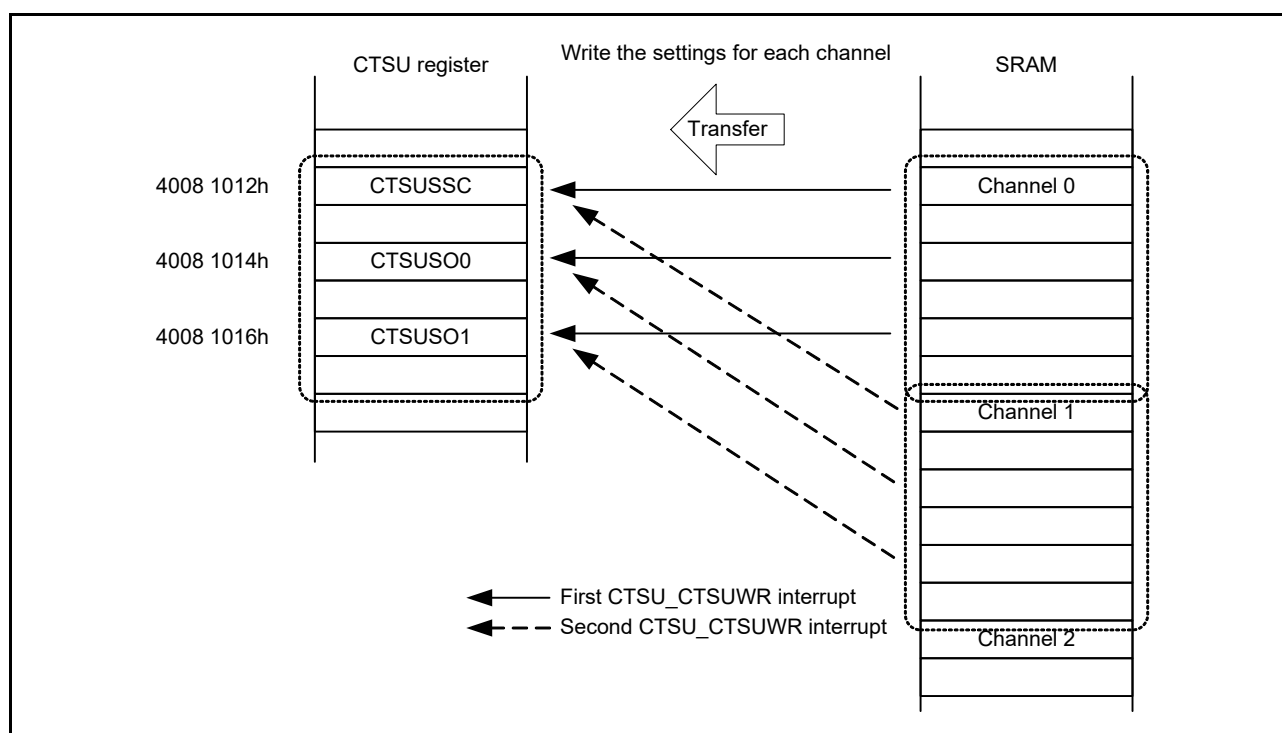 Write the settings for each channel
CTSU register
SRAM
Transfer
4008 1012h
CTSUSSC
Channel 0
4008 1014h
CTSUSO0
4008 1016h
CTSUSO1
Channel 1
First CTSU_CTSUWR interrupt
Second CTSU_CTSUWR interrupt
Channel 2